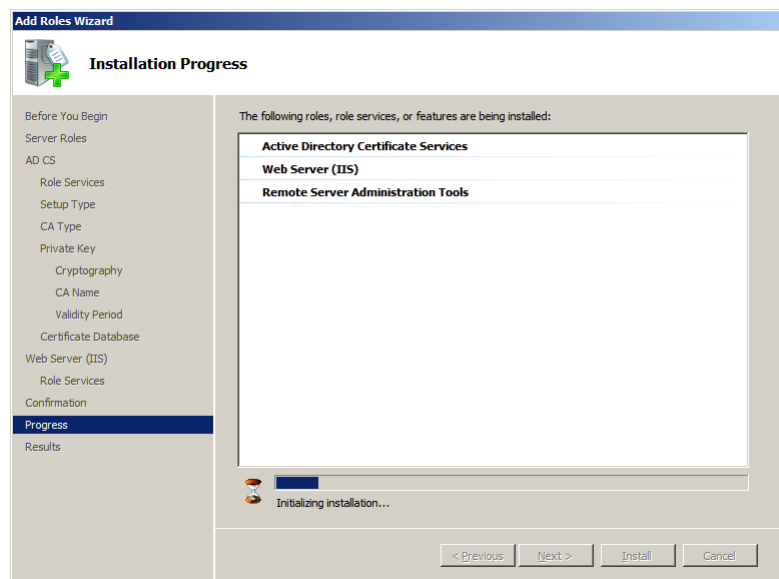 Add Roles Wizard
Installation Progress
Before You Begin
Server Roles
AD CS
Role Services
Setup Type
CA Type
Private Key
Cryptography
CA Name
Validity Period
Certificate Database
Web Server (IIS)
Role Services
Confirmation
Progress
Results
The following roles, role services, or features are being installed:
Active Directory Certificate Services
Web Server (IIS)
Remote Server Administration Tools
Initializing installation...
< Previous Next > Install Cancel